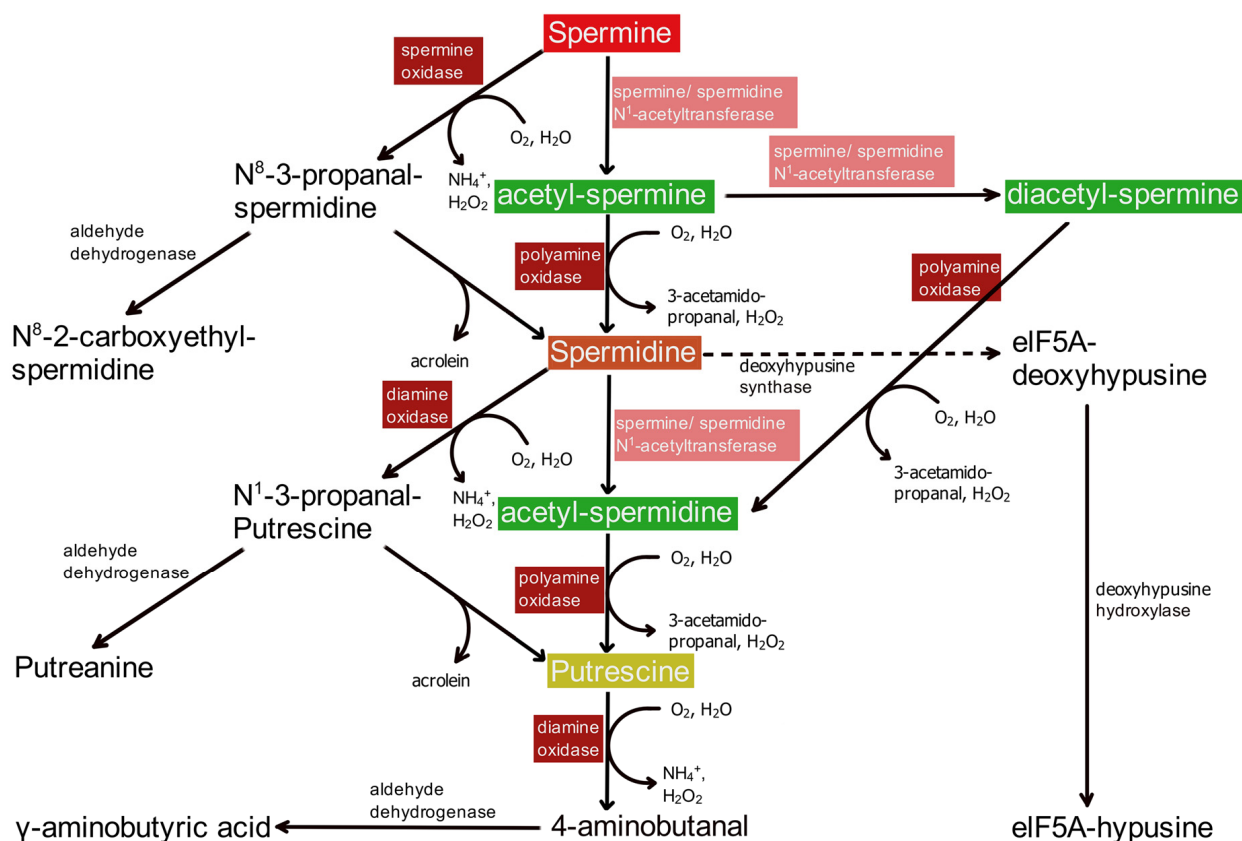 Spermine
spermine
oxidase
spermine/ spermidine
N¹-acetyltransferase
O₂, H₂O
spermine/ spermidine
N¹-acetyltransferase
N⁸-3-propanal-
spermidine
NH₄⁺,
H₂O₂
acetyl-spermine
diacetyl-spermine
aldehyde
dehydrogenase
O₂, H₂O
polyamine
oxidase
polyamine
oxidase
3-acetamido-
propanal, H₂O₂
N⁸-2-carboxyethyl-
spermidine
acrolein
Spermidine
deoxyhypusine
synthase
eIF5A-
deoxyhypusine
diamine
oxidase
O₂, H₂O
spermine/ spermidine
N¹-acetyltransferase
O₂, H₂O
3-acetamido-
propanal, H₂O₂
N¹-3-propanal-
Putrescine
NH₄⁺,
H₂O₂
acetyl-spermidine
aldehyde
dehydrogenase
O₂, H₂O
polyamine
oxidase
deoxyhypusine
hydroxylase
3-acetamido-
propanal, H₂O₂
Putreanine
acrolein
Putrescine
O₂, H₂O
diamine
oxidase
NH₄⁺,
H₂O₂
aldehyde
dehydrogenase
γ-aminobutyric acid
4-aminobutanal
eIF5A-hypusine